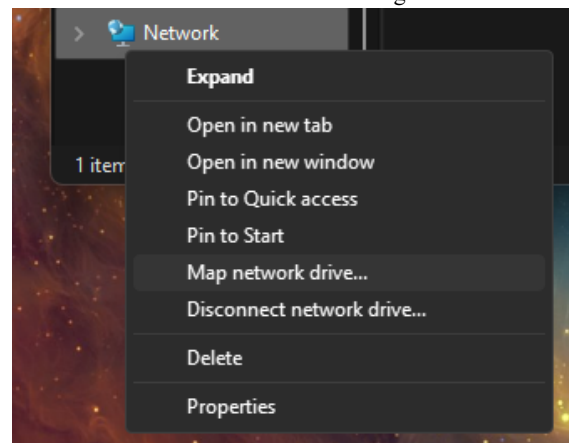 Network
Expand
Open in new tab
Open in new window
1 item
Pin to Quick access
Pin to Start
Map network drive...
Disconnect network drive...
Delete
Properties